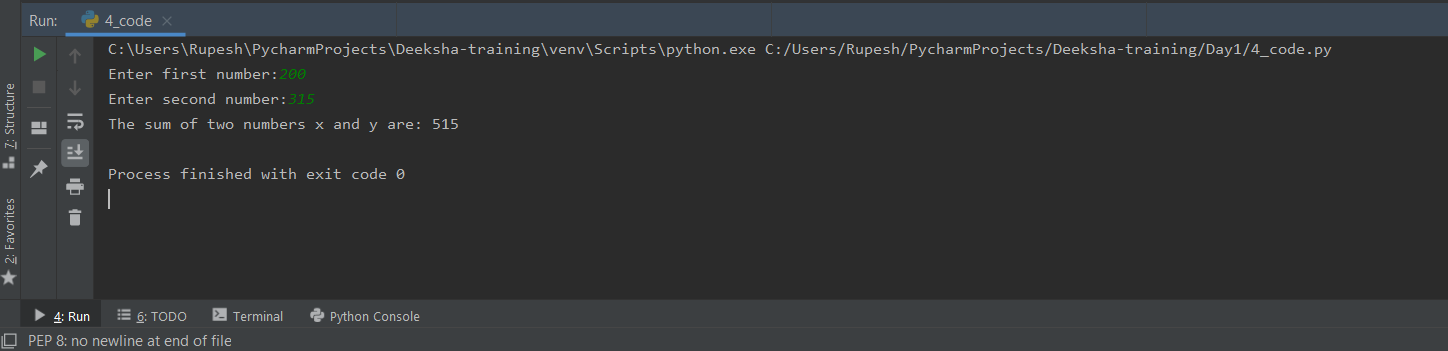 Run: 4_code
C:\Users\Rupesh\PycharmProjects\Deeksha-training\venv\Scripts\python.exe C:/Users/Rupesh/PycharmProjects/Deeksha-training/Day1/4_code.py
Enter first number:200
Enter second number:315
The sum of two numbers x and y are: 515
Process finished with exit code 0
7: Structure
2: Favorites
4: Run 6: TODO Terminal Python Console
PEP 8: no newline at end of file